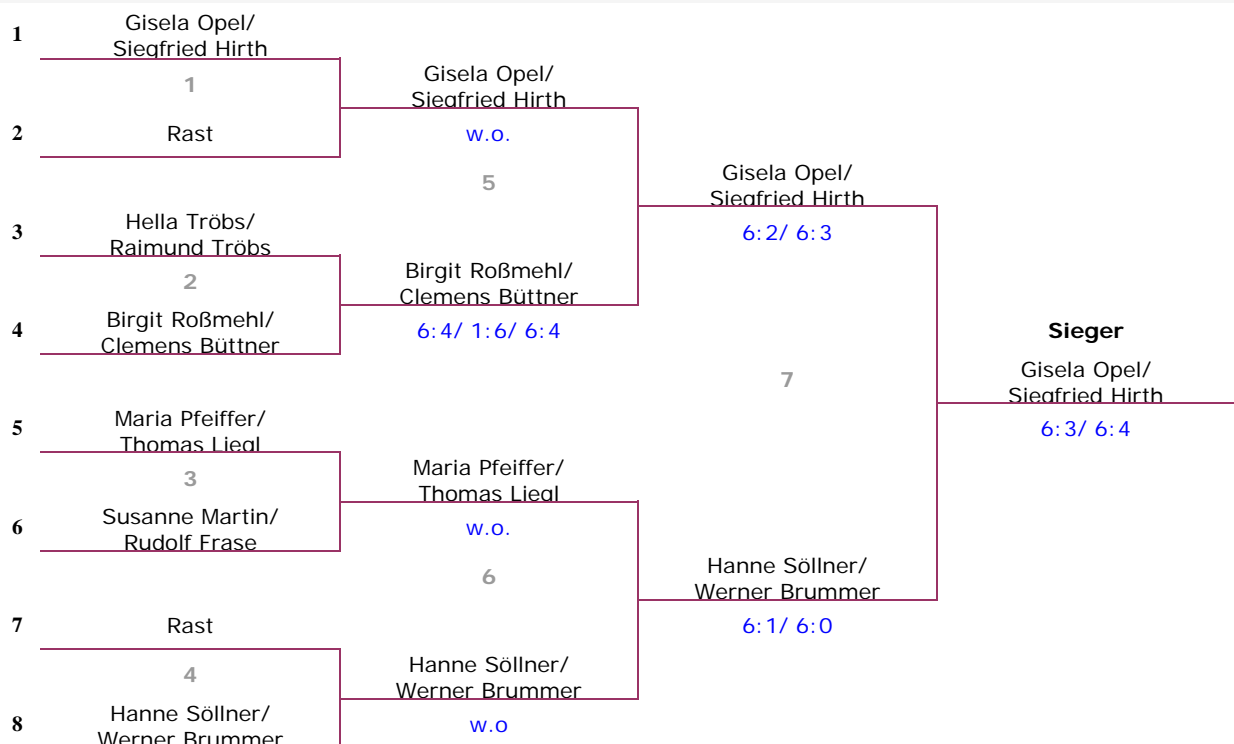 1
Gisela Opel/
Siegfried Hirth
1
2
Rast
3
Hella Tröbs/
Raimund Tröbs
2
4
Birgit Roßmehl/
Clemens Büttner
5
Maria Pfeiffer/
Thomas Liegl
3
6
Susanne Martin/
Rudolf Frase
7
Rast
4
8
Hanne Söllner/
Werner Brummer
Gisela Opel/
Siegfried Hirth
w.o.
5
Birgit Roßmehl/
Clemens Büttner
6:4/ 1:6/ 6:4
Maria Pfeiffer/
Thomas Liegl
w.o.
6
Hanne Söllner/
Werner Brummer
w.o
Gisela Opel/
Siegfried Hirth
6:2/ 6:3
7
Hanne Söllner/
Werner Brummer
6:1/ 6:0
Sieger
Gisela Opel/
Siegfried Hirth
6:3/ 6:4